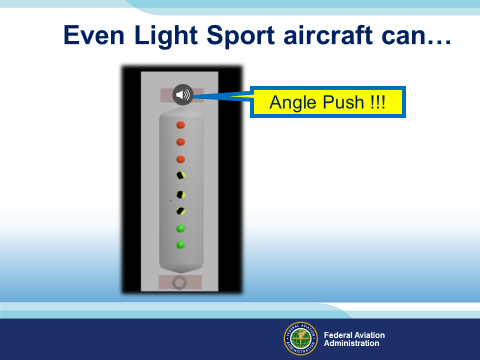 Even Light Sport aircraft can…
Angle Push !!!
Federal Aviation
Administration